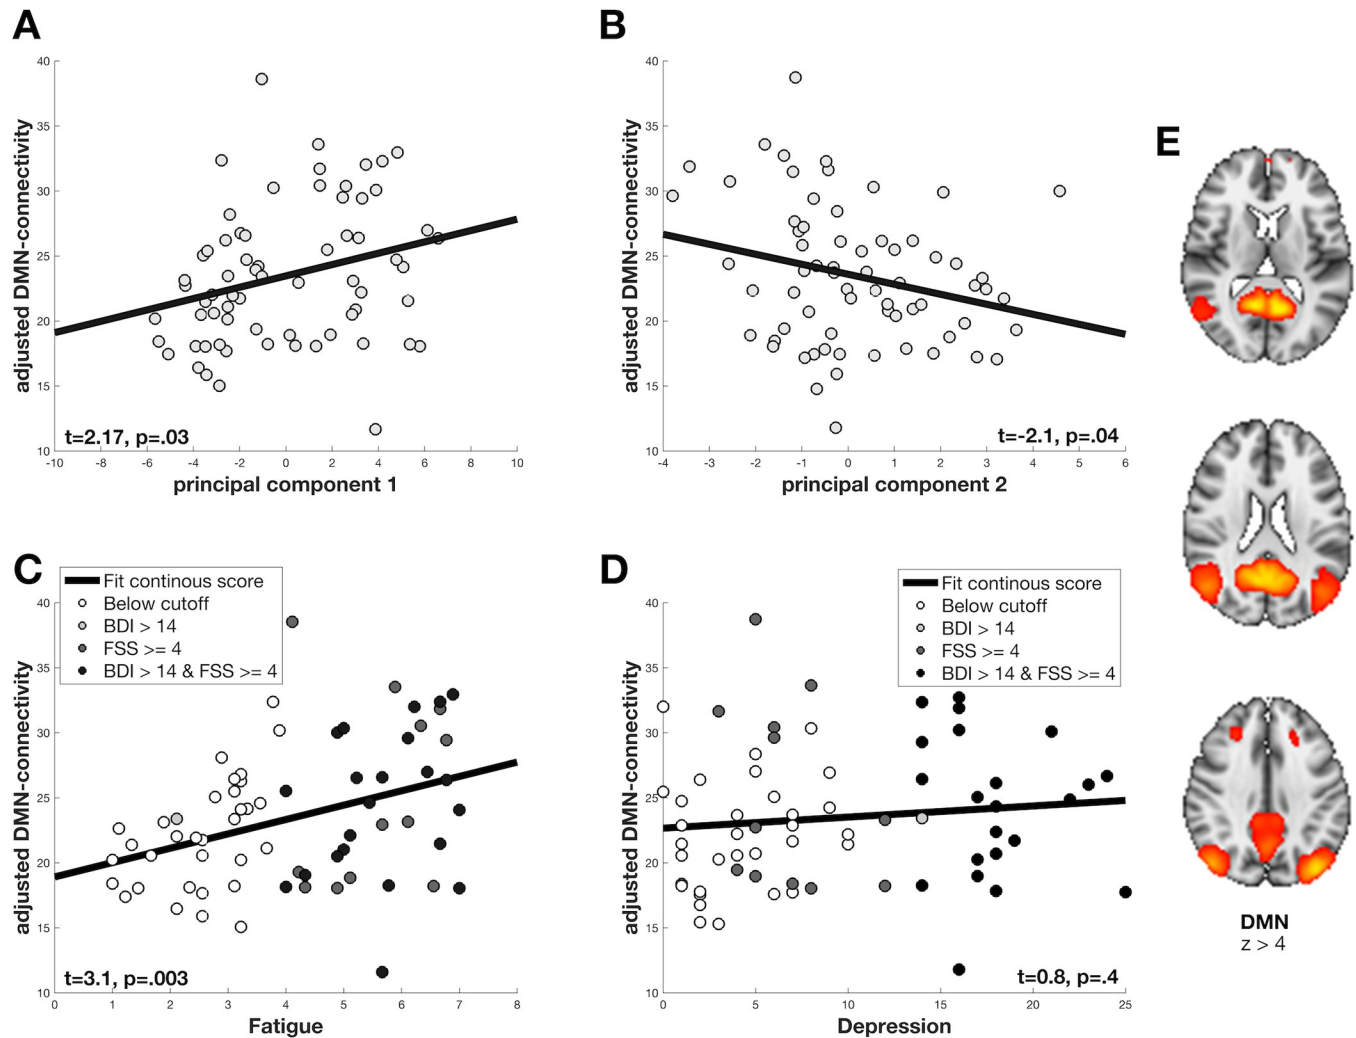 A
adjusted DMN-connectivity
40
35
30
25
20
15
10
t=2.17, p=.03
-10 -8 -6 -4 -2 0 2 4 6 8 10
principal component 1
B
adjusted DMN-connectivity
40
35
30
25
20
15
10
t=-2.1, p=.04
-4 -3 -2 -1 0 1 2 3 4 5 6
principal component 2
C
Fit continous score
Below cutoff
BDI > 14
FSS >= 4
BDI > 14 & FSS >= 4
adjusted DMN-connectivity
40
35
30
25
20
15
10
t=3.1, p=.003
0 1 2 3 4 5 6 7 8
Fatigue
D
Fit continous score
Below cutoff
BDI > 14
FSS >= 4
BDI > 14 & FSS >= 4
adjusted DMN-connectivity
40
35
30
25
20
15
10
t=0.8, p=.4
0 5 10 15 20 25
Depression
E
DMN
z > 4